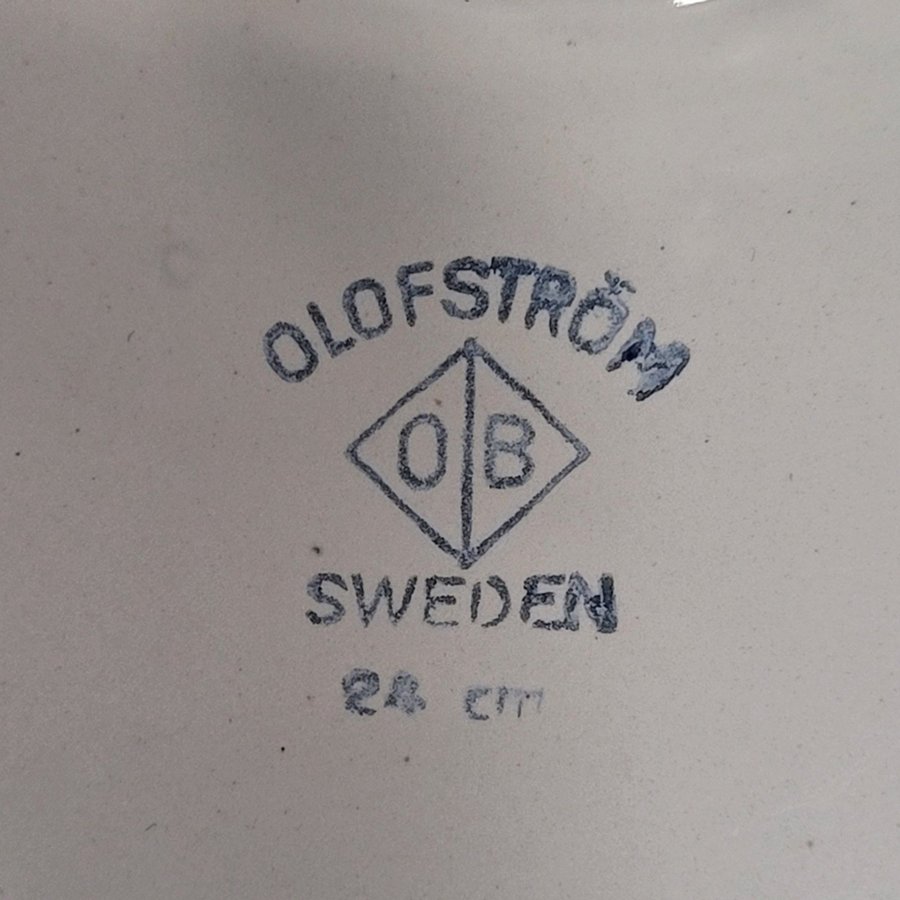 OLOFSTRÖM
O B
SWEDEN
24 cm